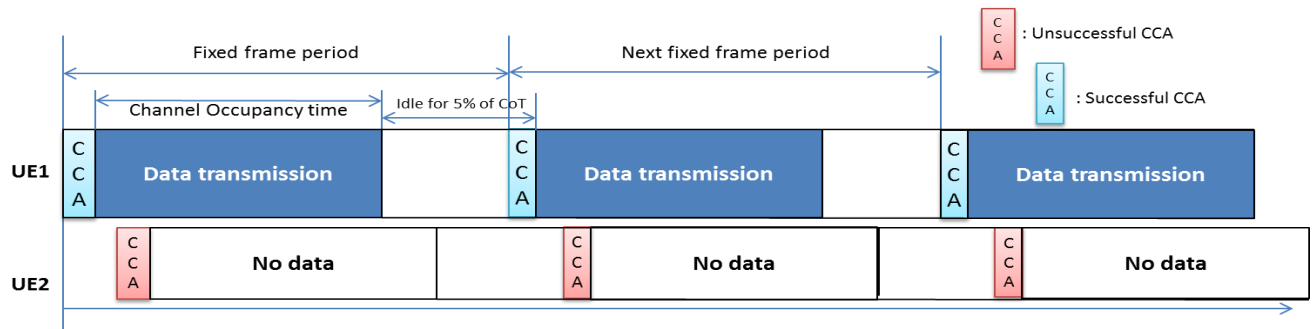 Fixed frame period
Next fixed frame period
CCA : Unsuccessful CCA
CCA : Successful CCA
Channel Occupancy time
Idle for 5% of CoT
UE1
CCA
Data transmission
CCA
Data transmission
CCA
Data transmission
UE2
CCA
No data
CCA
No data
CCA
No data